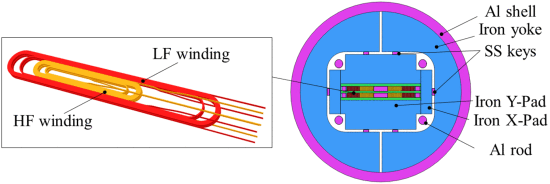 Al shell
Iron yoke
SS keys
LF winding
HF winding
Iron Y-Pad
Iron X-Pad
Al rod